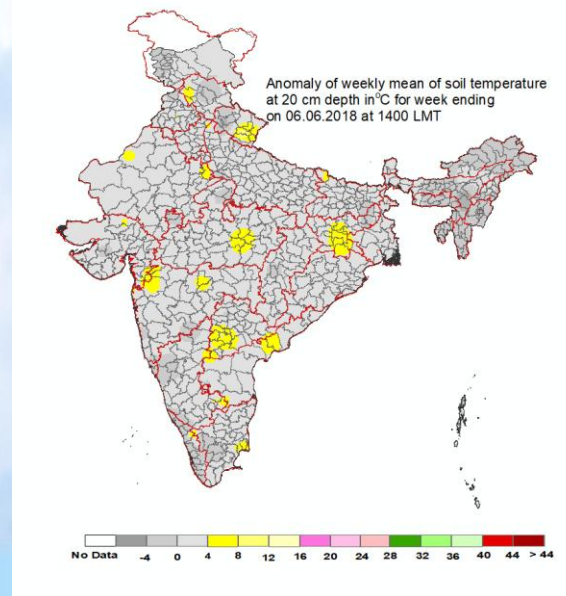 Anomaly of weekly mean of soil temperature
at 20 cm depth in°C for week ending
on 06.06.2018 at 1400 LMT
No Data -4 0 4 8 12 16 20 24 28 32 36 40 44 > 44